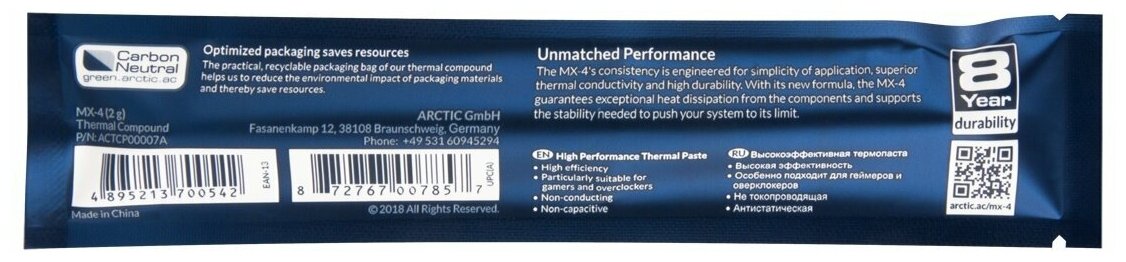 Carbon
Neutral
green.arctic.ac
Optimized packaging saves resources
The practical, recyclable packaging bag of our thermal compound
helps us to reduce the environmental impact of packaging materials
and thereby save resources.
MX-4 (2 g)
Thermal Compound
P/N: ACTCP00007A
ARCTIC GmbH
Fasanenkamp 12, 38108 Braunschweig, Germany
Phone: +49 531 60945294
4 895213 700542
EAN-13
8 72767 00785 7
UPC(A)
Made in China
©2018 All Rights Reserved.
Unmatched Performance
The MX-4's consistency is engineered for simplicity of application, superior
thermal conductivity and high durability. With its new formula, the MX-4
guarantees exceptional heat dissipation from the components and supports
the stability needed to push your system to its limit.
EN High Performance Thermal Paste
• High efficiency
• Particularly suitable for
gamers and overclockers
• Non-conducting
• Non-capacitive
RU Высокоэффективная термопаста
• Высокая эффективность
• Особенно подходит для геймеров и
оверклокеров
• Не токопроводящая
• Антистатическая
8
Year
durability
arctic.ac/mx-4